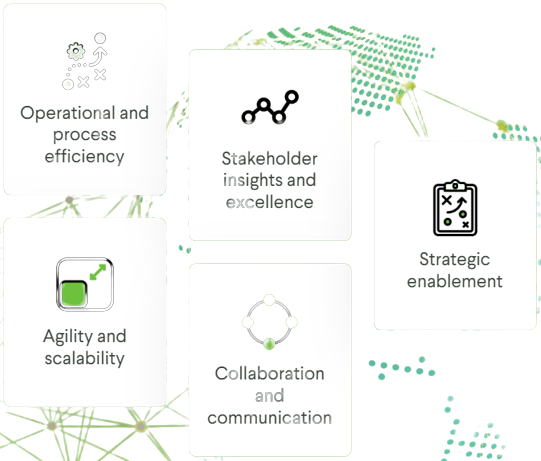 Operational and
process
efficiency
Stakeholder
insights and
excellence
Strategic
enablement
Agility and
scalability
Collaboration
and
communication